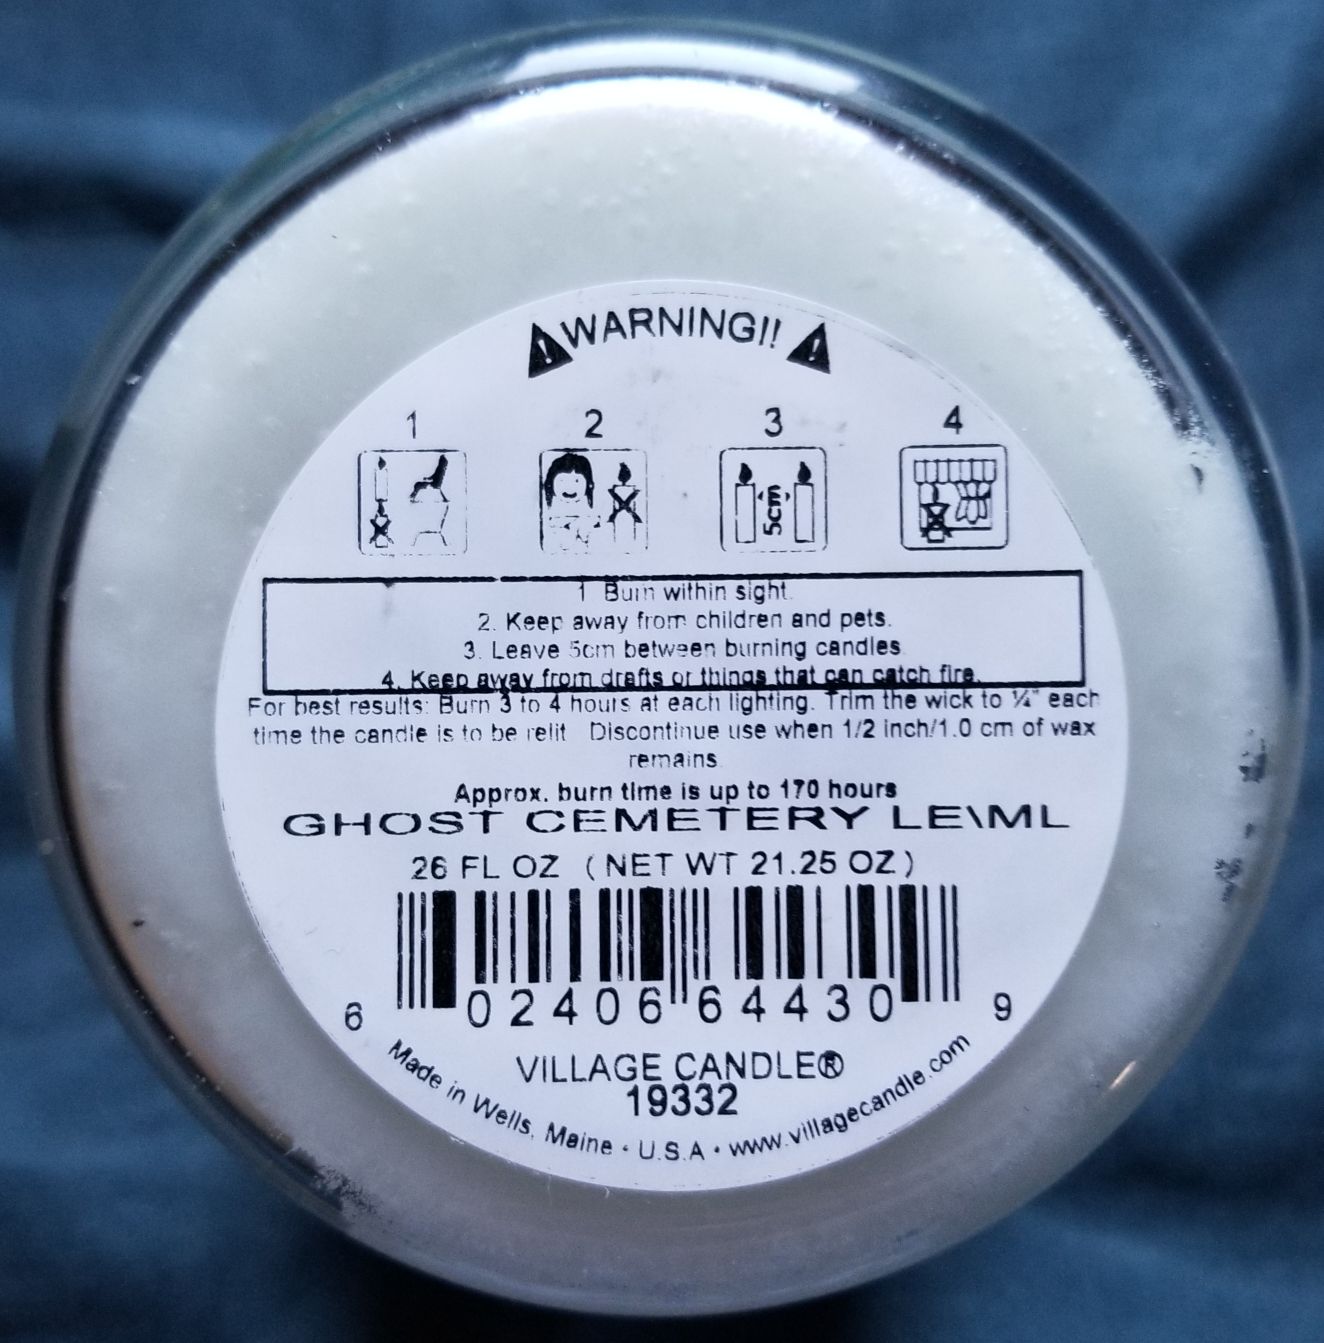 WARNING!!
1 2 3 4
5cm
1 Burn within sight.
2. Keep away from children and pets.
3. Leave 5cm between burning candles
4. Keep away from drafts or things that can catch fire.
For best results: Burn 3 to 4 hours at each lighting. Trim the wick to ¼" each
time the candle is to be relit Discontinue use when 1/2 inch/1.0 cm of wax
remains
Approx. burn time is up to 170 hours
GHOST CEMETERY LE\ML
26 FL OZ (NET WT 21.25 OZ)
6 02406 64430 9
VILLAGE CANDLE®
19332
Made in Wells, Maine • U.S.A • www.villagecandle.com